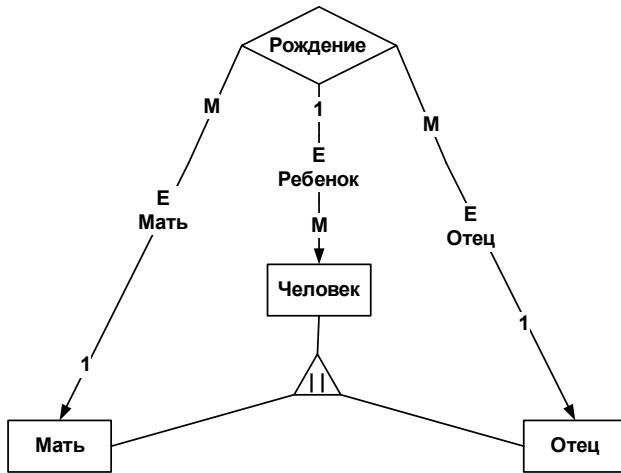 Рождение
М
1
М
Е
Ребенок
Е
Мать
Е
Отец
М
Человек
1
1
||
Мать
Отец